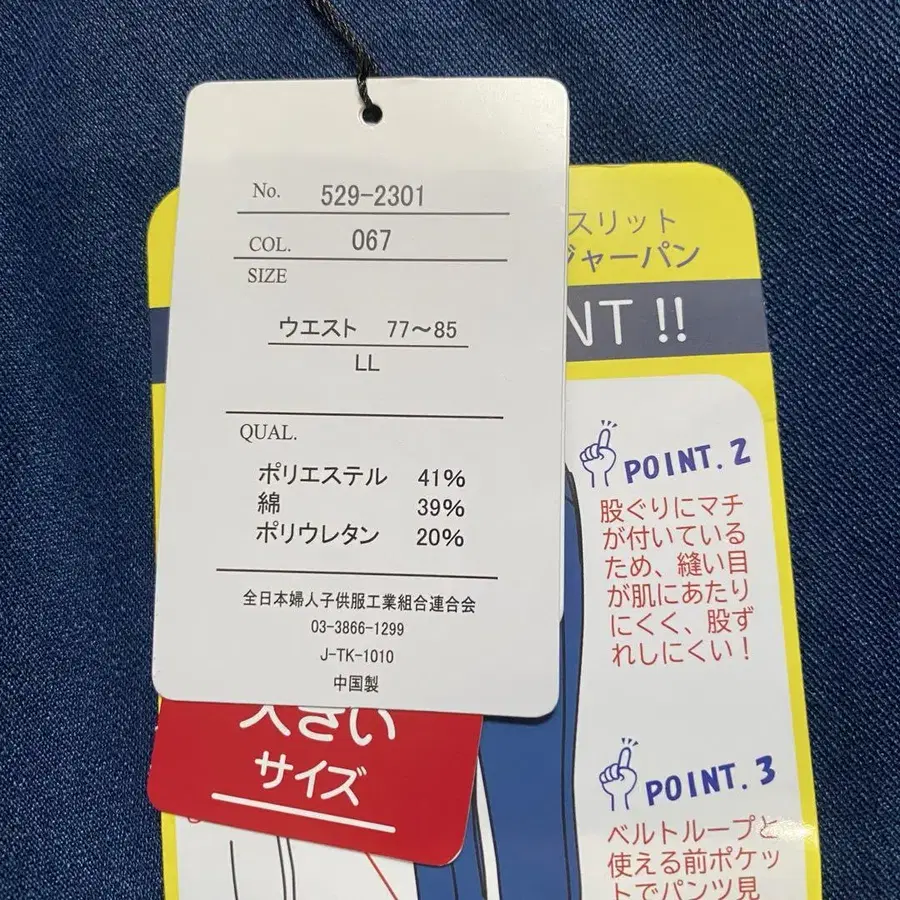 No. 529-2301
COL. 067
SIZE
ウエスト 77〜85
LL
QUAL.
ポリエステル 41%
綿 39%
ポリウレタン 20%
全日本婦人子供服工業組合連合会
03-3866-1299
J-TK-1010
中国製
スリット
ジャーパン
NT !!
POINT. 2
股ぐりにマチ
が付いている
ため、縫い目
が肌にあたり
にくく、股ず
れしにくい!
POINT. 3
ベルトループと
使える前ポケッ
トでパンツ見
大きい
サイズ